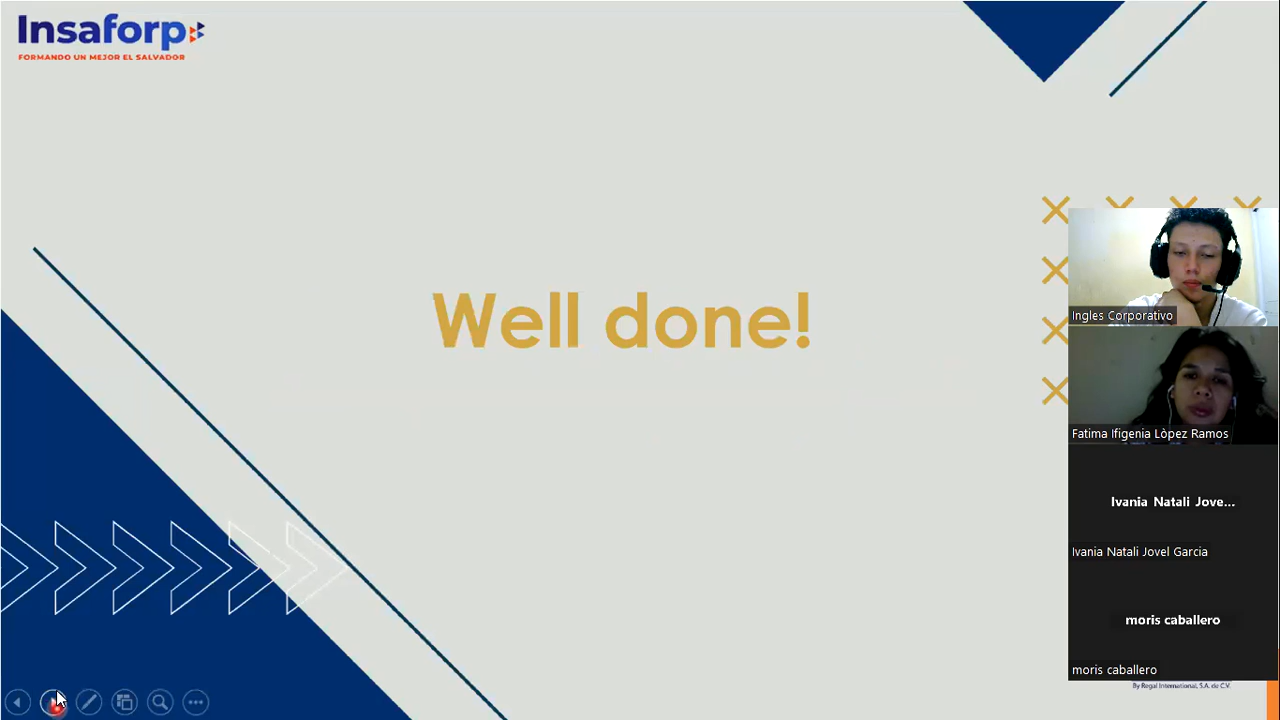 Insaforp
FORMANDO UN MEJOR EL SALVADOR
Well done!
Ingles Corporativo
Fatima Ifigenia Lòpez Ramos
Ivania Natali Jove...
Ivania Natali Jovel Garcia
moris caballero
moris caballero
By Regal International, S.A. de C.V.